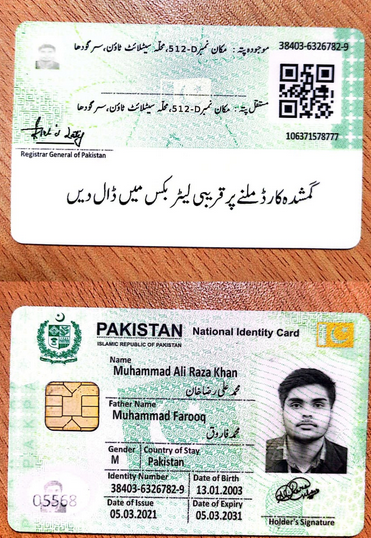 موجودہ پتہ: مکان نمبر512-D، محلہ سیٹلائٹ ٹاؤن، سرگودھا
38403-6326782-9
مستقل پتہ: مکان نمبر512-D، محلہ سیٹلائٹ ٹاؤن، سرگودھا
106371578777
Registrar General of Pakistan
گمشدہ کارڈ ملنے پر قریبی لیٹر بکس میں ڈال دیں
PAKISTAN National Identity Card
ISLAMIC REPUBLIC OF PAKISTAN
Name
Muhammad Ali Raza Khan
محمد علی رضا خان
Father Name
Muhammad Farooq
محمد فاروق
Gender Country of Stay
M Pakistan
Identity Number Date of Birth
38403-6326782-9 13.01.2003
Date of Issue Date of Expiry
05.03.2021 05.03.2031
05568
Holder's Signature